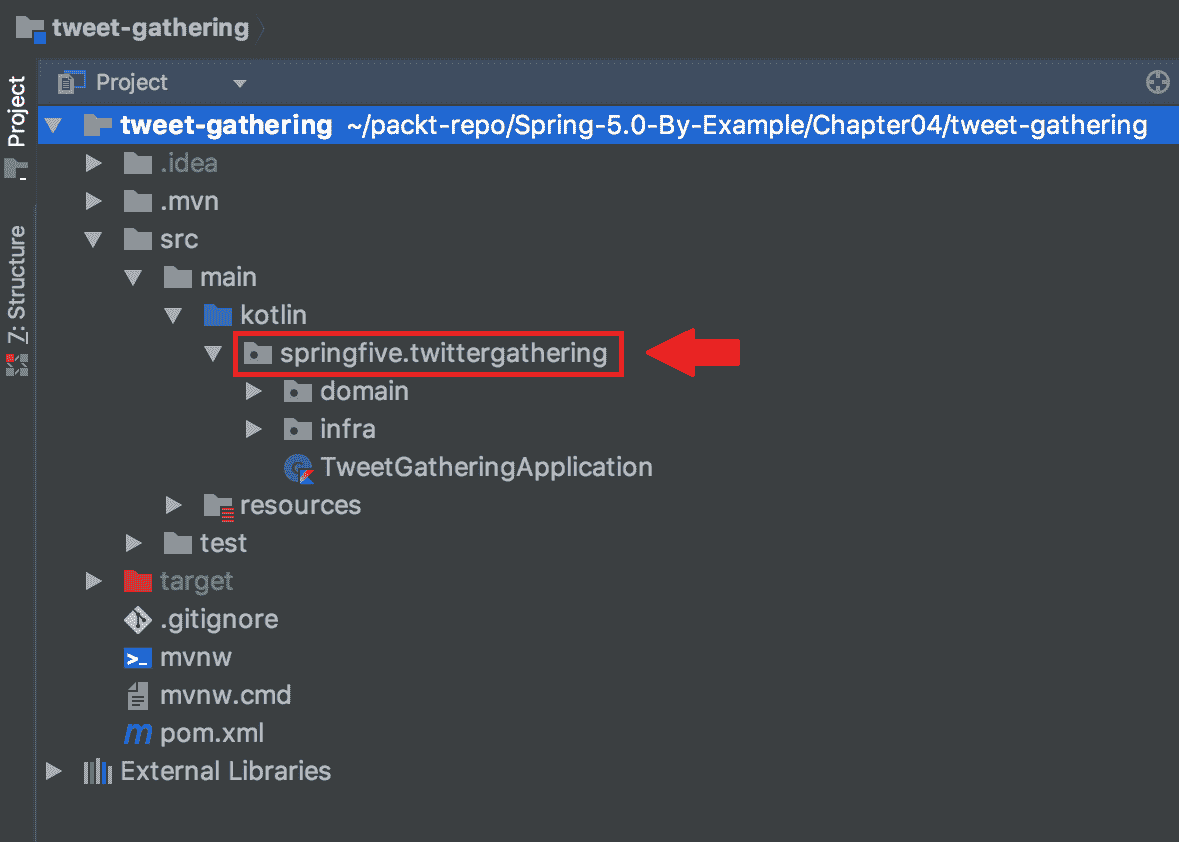 tweet-gathering
Project
Project
Z: Structure
tweet-gathering ~/packt-repo/Spring-5.0-By-Example/Chapter04/tweet-gathering
.idea
.mvn
src
main
kotlin
springfive.twittergathering
domain
infra
TweetGatheringApplication
resources
test
target
.gitignore
mvnw
mvnw.cmd
pom.xml
External Libraries